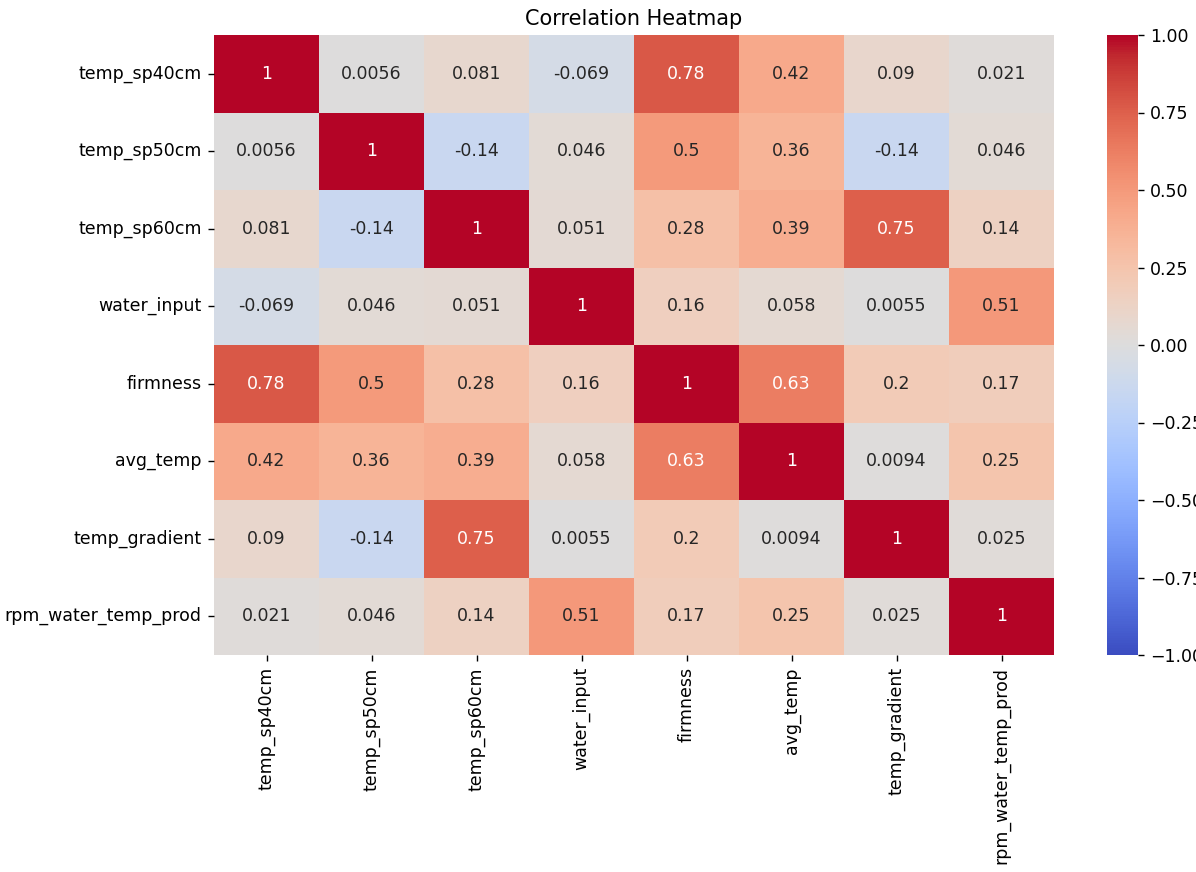 Correlation Heatmap
temp_sp40cm 1 0.0056 0.081 -0.069 0.78 0.42 0.09 0.021
temp_sp50cm 0.0056 1 -0.14 0.046 0.5 0.36 -0.14 0.046
temp_sp60cm 0.081 -0.14 1 0.051 0.28 0.39 0.75 0.14
water_input -0.069 0.046 0.051 1 0.16 0.058 0.0055 0.51
firmness 0.78 0.5 0.28 0.16 1 0.63 0.2 0.17
avg_temp 0.42 0.36 0.39 0.058 0.63 1 0.0094 0.25
temp_gradient 0.09 -0.14 0.75 0.0055 0.2 0.0094 1 0.025
rpm_water_temp_prod 0.021 0.046 0.14 0.51 0.17 0.25 0.025 1
temp_sp40cm
temp_sp50cm
temp_sp60cm
water_input
firmness
avg_temp
temp_gradient
rpm_water_temp_prod
1.00
0.75
0.50
0.25
0.00
−0.25
−0.50
−0.75
−1.00